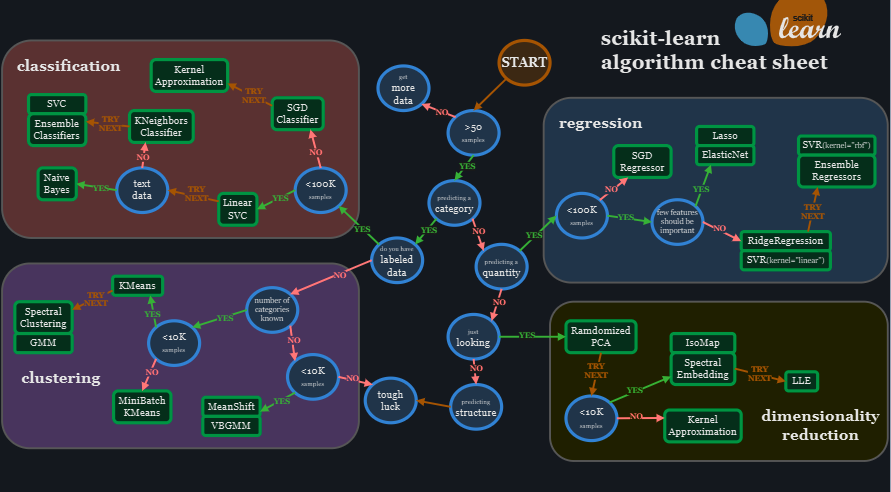 scikit
learn
scikit-learn
algorithm cheat sheet
START
get
more
data
NO
>50
samples
YES
predicting a
category
YES
NO
do you have
labeled
data
YES
NO
predicting a
quantity
YES
NO
just
looking
YES
NO
predicting
structure
tough
luck
classification
Kernel
Approximation
TRY
NEXT
SGD
Classifier
NO
<100K
samples
YES
Linear
SVC
TRY
NEXT
text
data
YES
Naive
Bayes
NO
KNeighbors
Classifier
TRY
NEXT
SVC
Ensemble
Classifiers
clustering
number of
categories
known
YES
NO
<10K
samples
YES
NO
KMeans
TRY
NEXT
Spectral
Clustering
GMM
MiniBatch
KMeans
<10K
samples
YES
NO
MeanShift
VBGMM
regression
<100K
samples
NO
SGD
Regressor
YES
few features
should be
important
YES
Lasso
ElasticNet
NO
RidgeRegression
SVR(kernel="linear")
TRY
NEXT
SVR(kernel="rbf")
Ensemble
Regressors
dimensionality
reduction
Randomized
PCA
TRY
NEXT
<10K
samples
YES
NO
IsoMap
Spectral
Embedding
TRY
NEXT
LLE
Kernel
Approximation